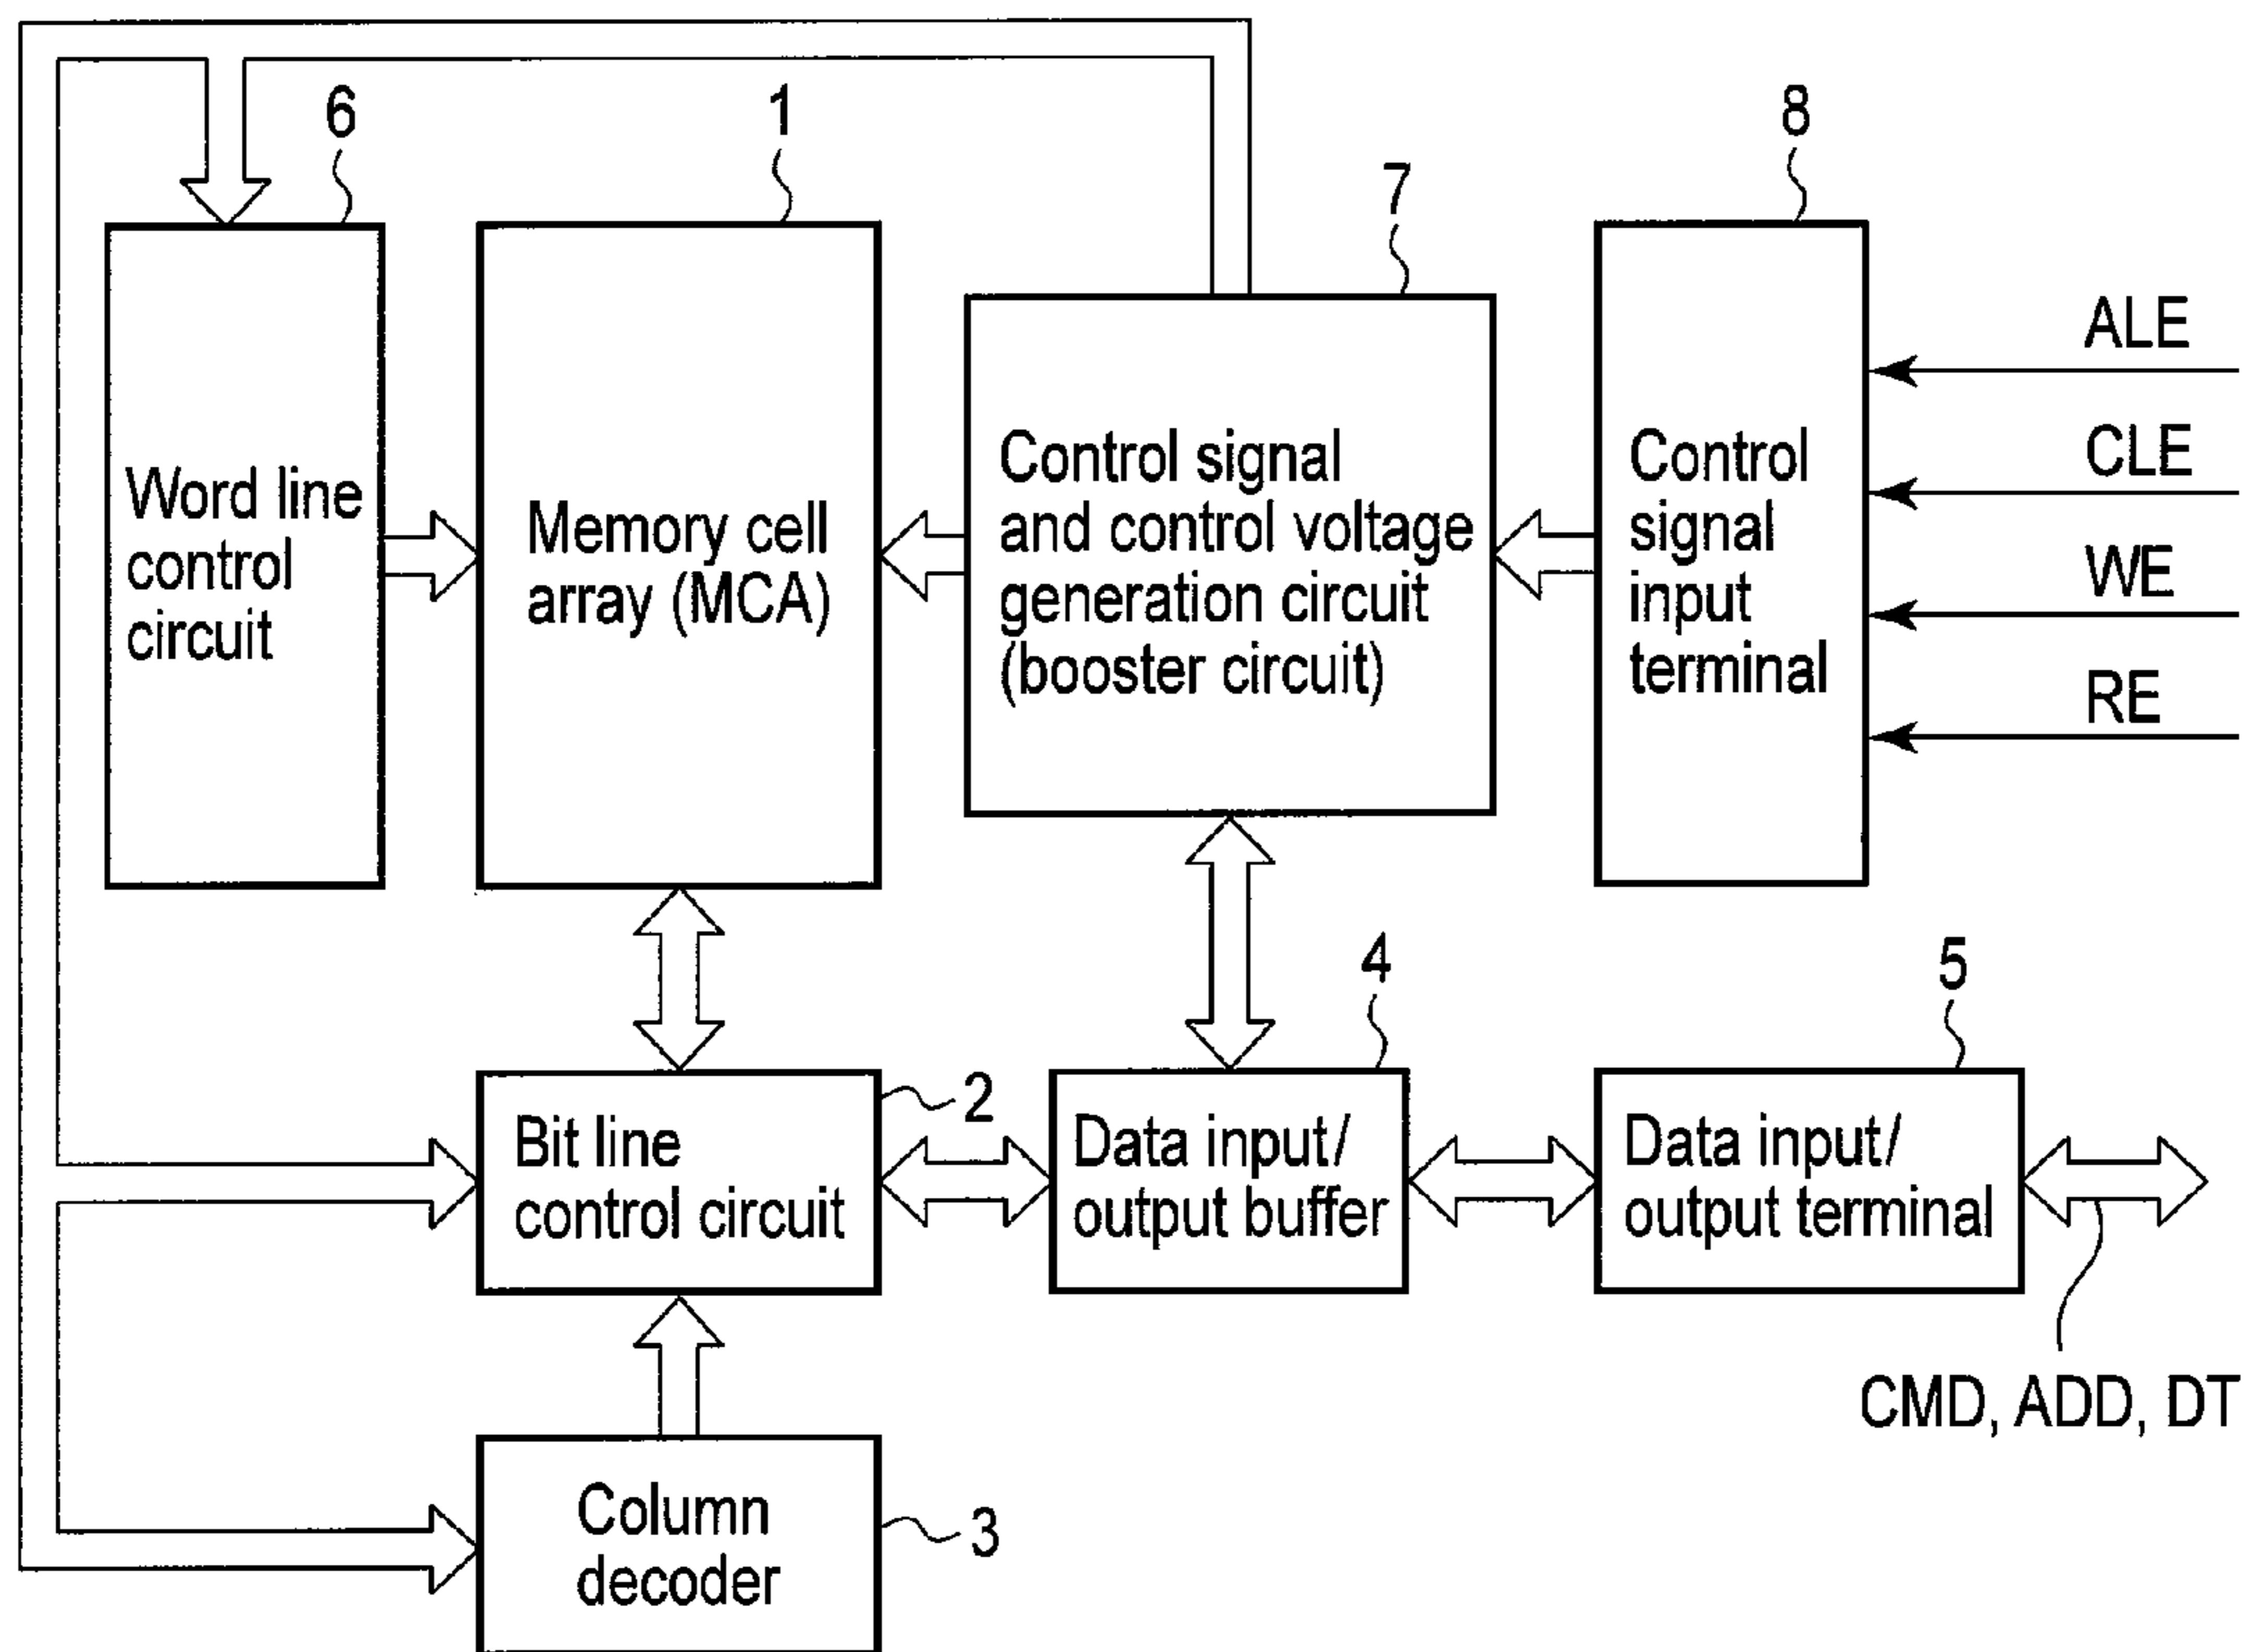 6
1
7
8
Word line
control
circuit
Memory cell
array (MCA)
Control signal
and control voltage
generation circuit
(booster circuit)
Control
signal
input
terminal
ALE
CLE
WE
RE
2
4
5
Bit line
control circuit
Data input/
output buffer
Data input/
output terminal
CMD, ADD, DT
Column
decoder
3